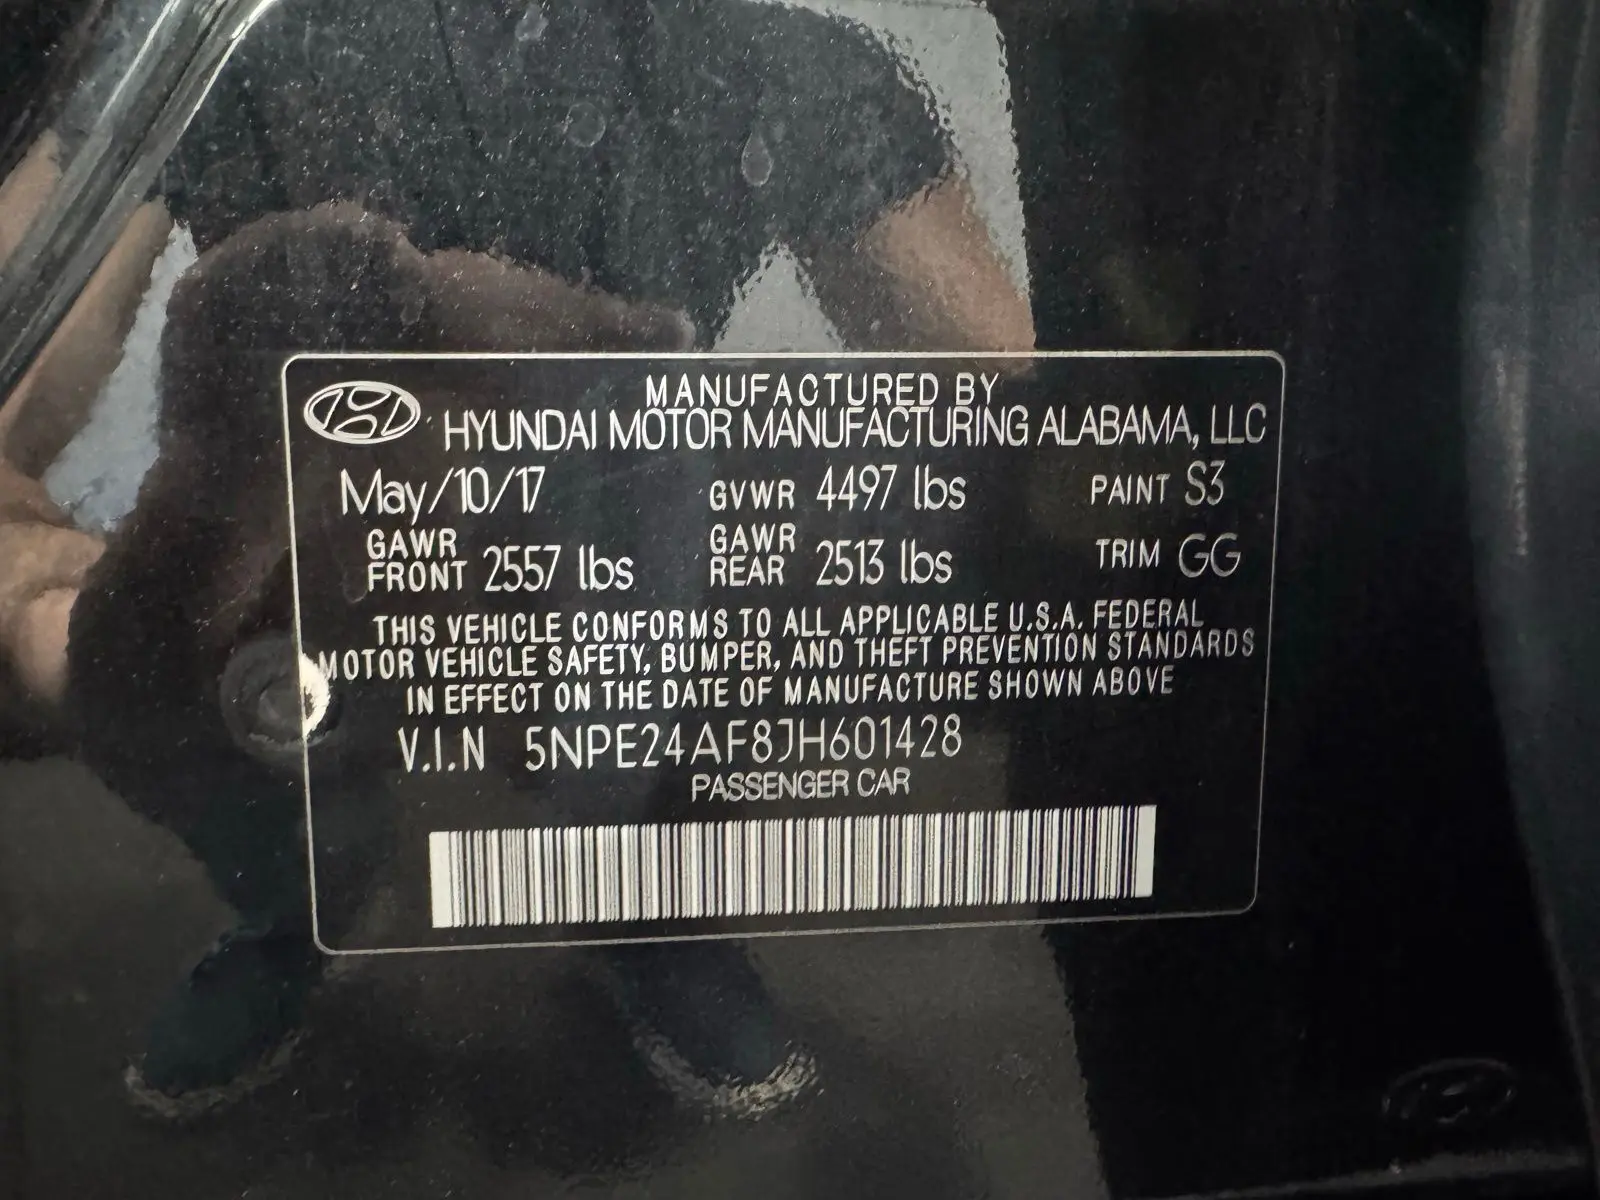 MANUFACTURED BY
HYUNDAI MOTOR MANUFACTURING ALABAMA, LLC
May/10/17 GVWR 4497 lbs PAINT S3
GAWR FRONT 2557 lbs GAWR REAR 2513 lbs TRIM GG
THIS VEHICLE CONFORMS TO ALL APPLICABLE U.S.A. FEDERAL
MOTOR VEHICLE SAFETY, BUMPER, AND THEFT PREVENTION STANDARDS
IN EFFECT ON THE DATE OF MANUFACTURE SHOWN ABOVE
V.I.N 5NPE24AF8JH601428
PASSENGER CAR